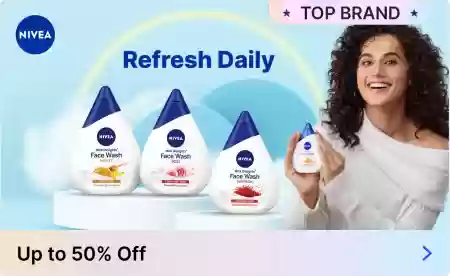 NIVEA
★ TOP BRAND ★
Refresh Daily
NIVEA
Face Wash
NIVEA
Face Wash
NIVEA
Face Wash
Up to 50% Off